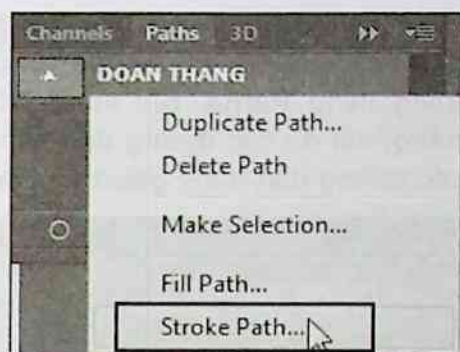 Channels Paths 3D
DOAN THANG
Duplicate Path...
Delete Path
Make Selection...
Fill Path...
Stroke Path...